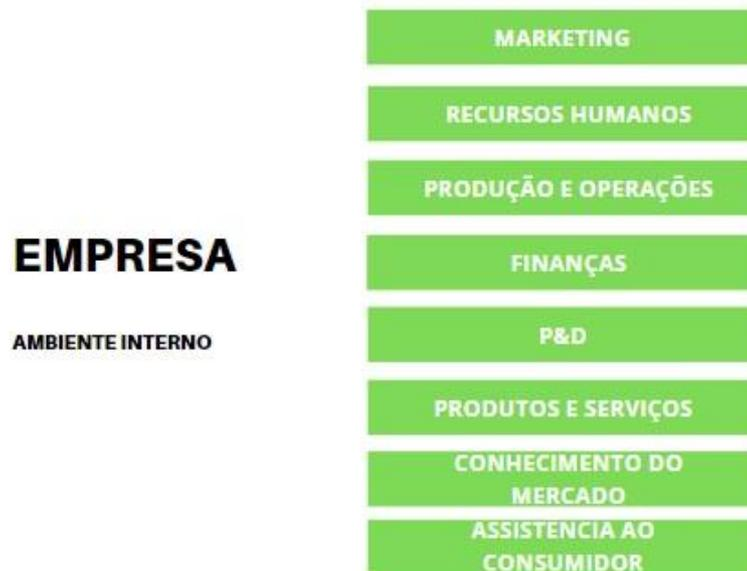 EMPRESA
AMBIENTE INTERNO
MARKETING
RECURSOS HUMANOS
PRODUÇÃO E OPERAÇÕES
FINANÇAS
P&D
PRODUTOS E SERVIÇOS
CONHECIMENTO DO
MERCADO
ASSISTENCIA AO
CONSUMIDOR